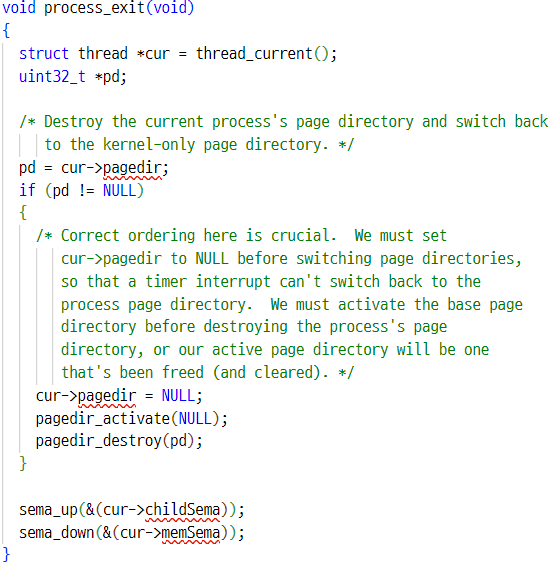 void process_exit(void)
{
  struct thread *cur = thread_current();
  uint32_t *pd;

  /* Destroy the current process's page directory and switch back
     to the kernel-only page directory. */
  pd = cur->pagedir;
  if (pd != NULL)
  {
    /* Correct ordering here is crucial.  We must set
       cur->pagedir to NULL before switching page directories,
       so that a timer interrupt can't switch back to the
       process page directory.  We must activate the base page
       directory before destroying the process's page
       directory, or our active page directory will be one
       that's been freed (and cleared). */
    cur->pagedir = NULL;
    pagedir_activate(NULL);
    pagedir_destroy(pd);
  }

  sema_up(&(cur->childSema));
  sema_down(&(cur->memSema));
}